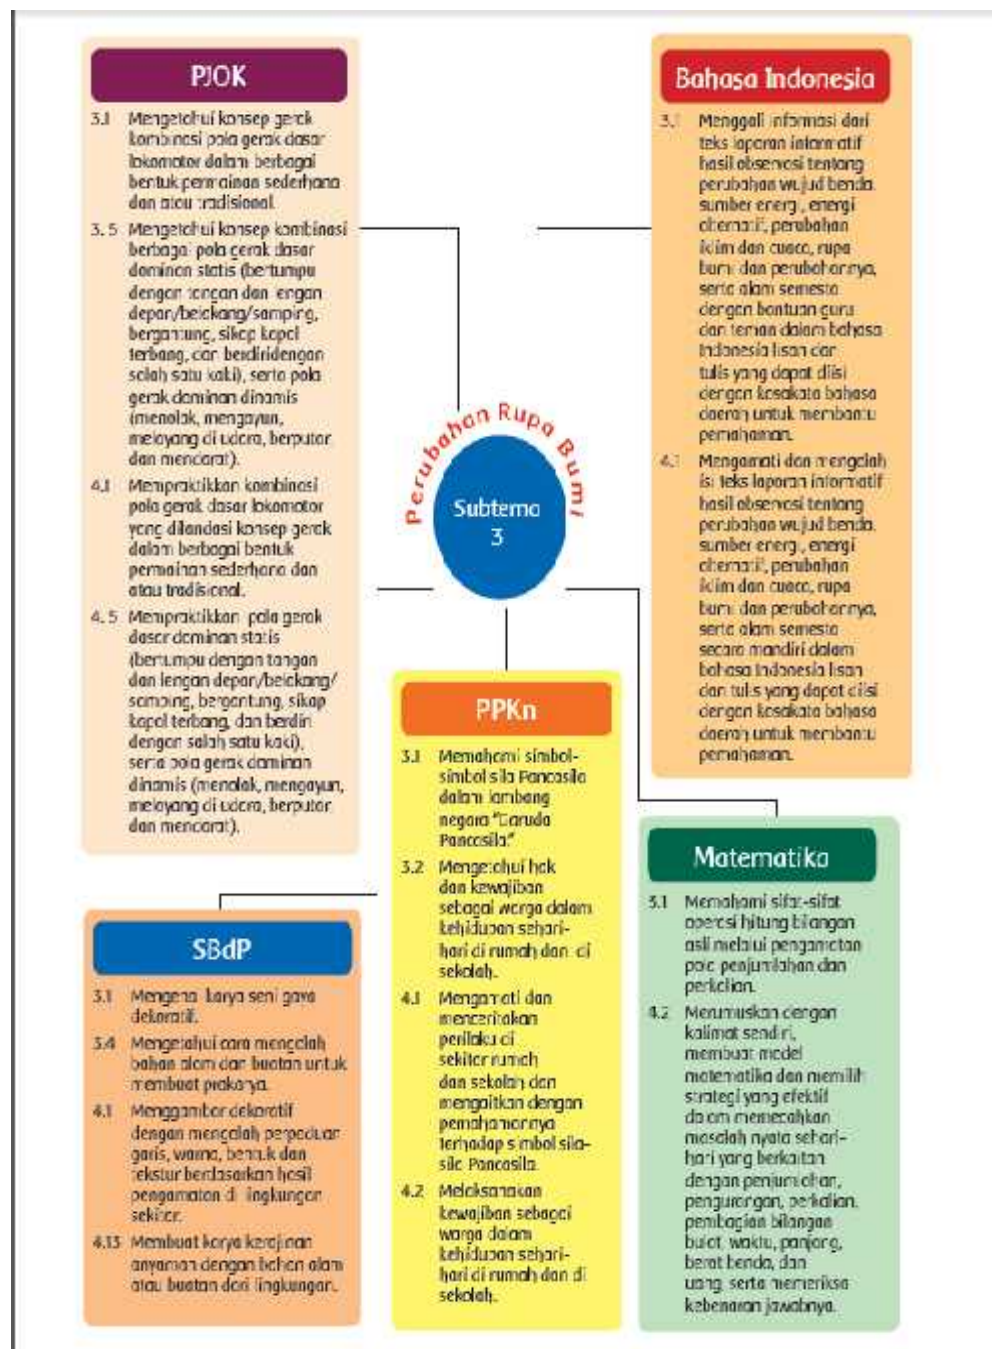 PJOK
3.1 Mengetahui konsep gerak
kombinasi pola gerak dasar
lokomotor dalam berbagai
bentuk permainan sederhana
dan atau tradisional.
3.5 Mengetahui konsep kombinasi
berbagai pola gerak dasar
dominan statis (bertumpu
dengan tangan dan lengan
depan/belakang/samping,
bergantung, sikap kapal
terbang, dan berdiridengan
salah satu kaki), serta pola
gerak dominan dinamis
(menolak, mengayun,
melayang di udara, berputar,
dan mendarat).
4.1 Mempraktikkan kombinasi
pola gerak dasar lokomotor
yang dilandasi konsep gerak
dalam berbagai bentuk
permainan sederhana dan
atau tradisional.
4.5 Mempraktikkan pola gerak
dasar dominan statis
(bertumpu dengan tangan
dan lengan depan/belakang/
samping, bergantung, sikap
kapal terbang, dan berdiri
dengan salah satu kaki),
serta pola gerak dominan
dinamis (menolak, mengayun,
melayang di udara, berputar,
dan mendarat).
Bahasa Indonesia
3.1 Menggali informasi dari
teks laporan informatif
hasil observasi tentang
perubahan wujud benda,
sumber energi, energi
alternatif, perubahan
iklim dan cuaca, rupa
bumi dan perubahannya,
serta alam semesta
dengan bantuan guru
dan teman dalam bahasa
Indonesia lisan dan
tulis yang dapat diisi
dengan kosakata bahasa
daerah untuk membantu
pemahaman.
4.1 Mengamati dan mengolah
isi teks laporan informatif
hasil observasi tentang
perubahan wujud benda,
sumber energi, energi
alternatif, perubahan
iklim dan cuaca, rupa
bumi dan perubahannya,
serta alam semesta
secara mandiri dalam
bahasa Indonesia lisan
dan tulis yang dapat diisi
dengan kosakata bahasa
daerah untuk membantu
pemahaman.
Perubahan Rupa Bumi
Subtema
3
PPKn
3.1 Memahami simbol-
simbol sila Pancasila
dalam lambang
negara "Garuda
Pancasila."
3.2 Mengetahui hak
dan kewajiban
sebagai warga dalam
kehidupan sehari-
hari di rumah dan di
sekolah.
4.1 Mengamati dan
menceritakan
perilaku di
sekitar rumah
dan sekolah dan
mengaitkan dengan
pemahamannya
terhadap simbol sila-
sila Pancasila.
4.2 Melaksanakan
kewajiban sebagai
warga dalam
kehidupan sehari-
hari di rumah dan di
sekolah.
SBdP
3.1 Mengenal karya seni gaya
dekoratif.
3.4 Mengetahui cara mengolah
bahan alam dan buatan untuk
membuat prakarya.
4.1 Menggambar dekoratif
dengan mengolah perpaduan
garis, warna, bentuk dan
tekstur berdasarkan hasil
pengamatan di lingkungan
sekitar.
4.13 Membuat karya kerajinan
anyaman dengan bahan alam
atau buatan dari lingkungan.
Matematika
3.1 Memahami sifat-sifat
operasi hitung bilangan
asli melalui pengamatan
pola penjumlahan dan
perkalian.
4.2 Merumuskan dengan
kalimat sendiri,
membuat model
matematika dan memilih
strategi yang efektif
dalam memecahkan
masalah nyata sehari-
hari yang berkaitan
dengan penjumlahan,
pengurangan, perkalian,
pembagian bilangan
bulat, waktu, panjang,
berat benda, dan
uang, serta memeriksa
kebenaran jawabnya.